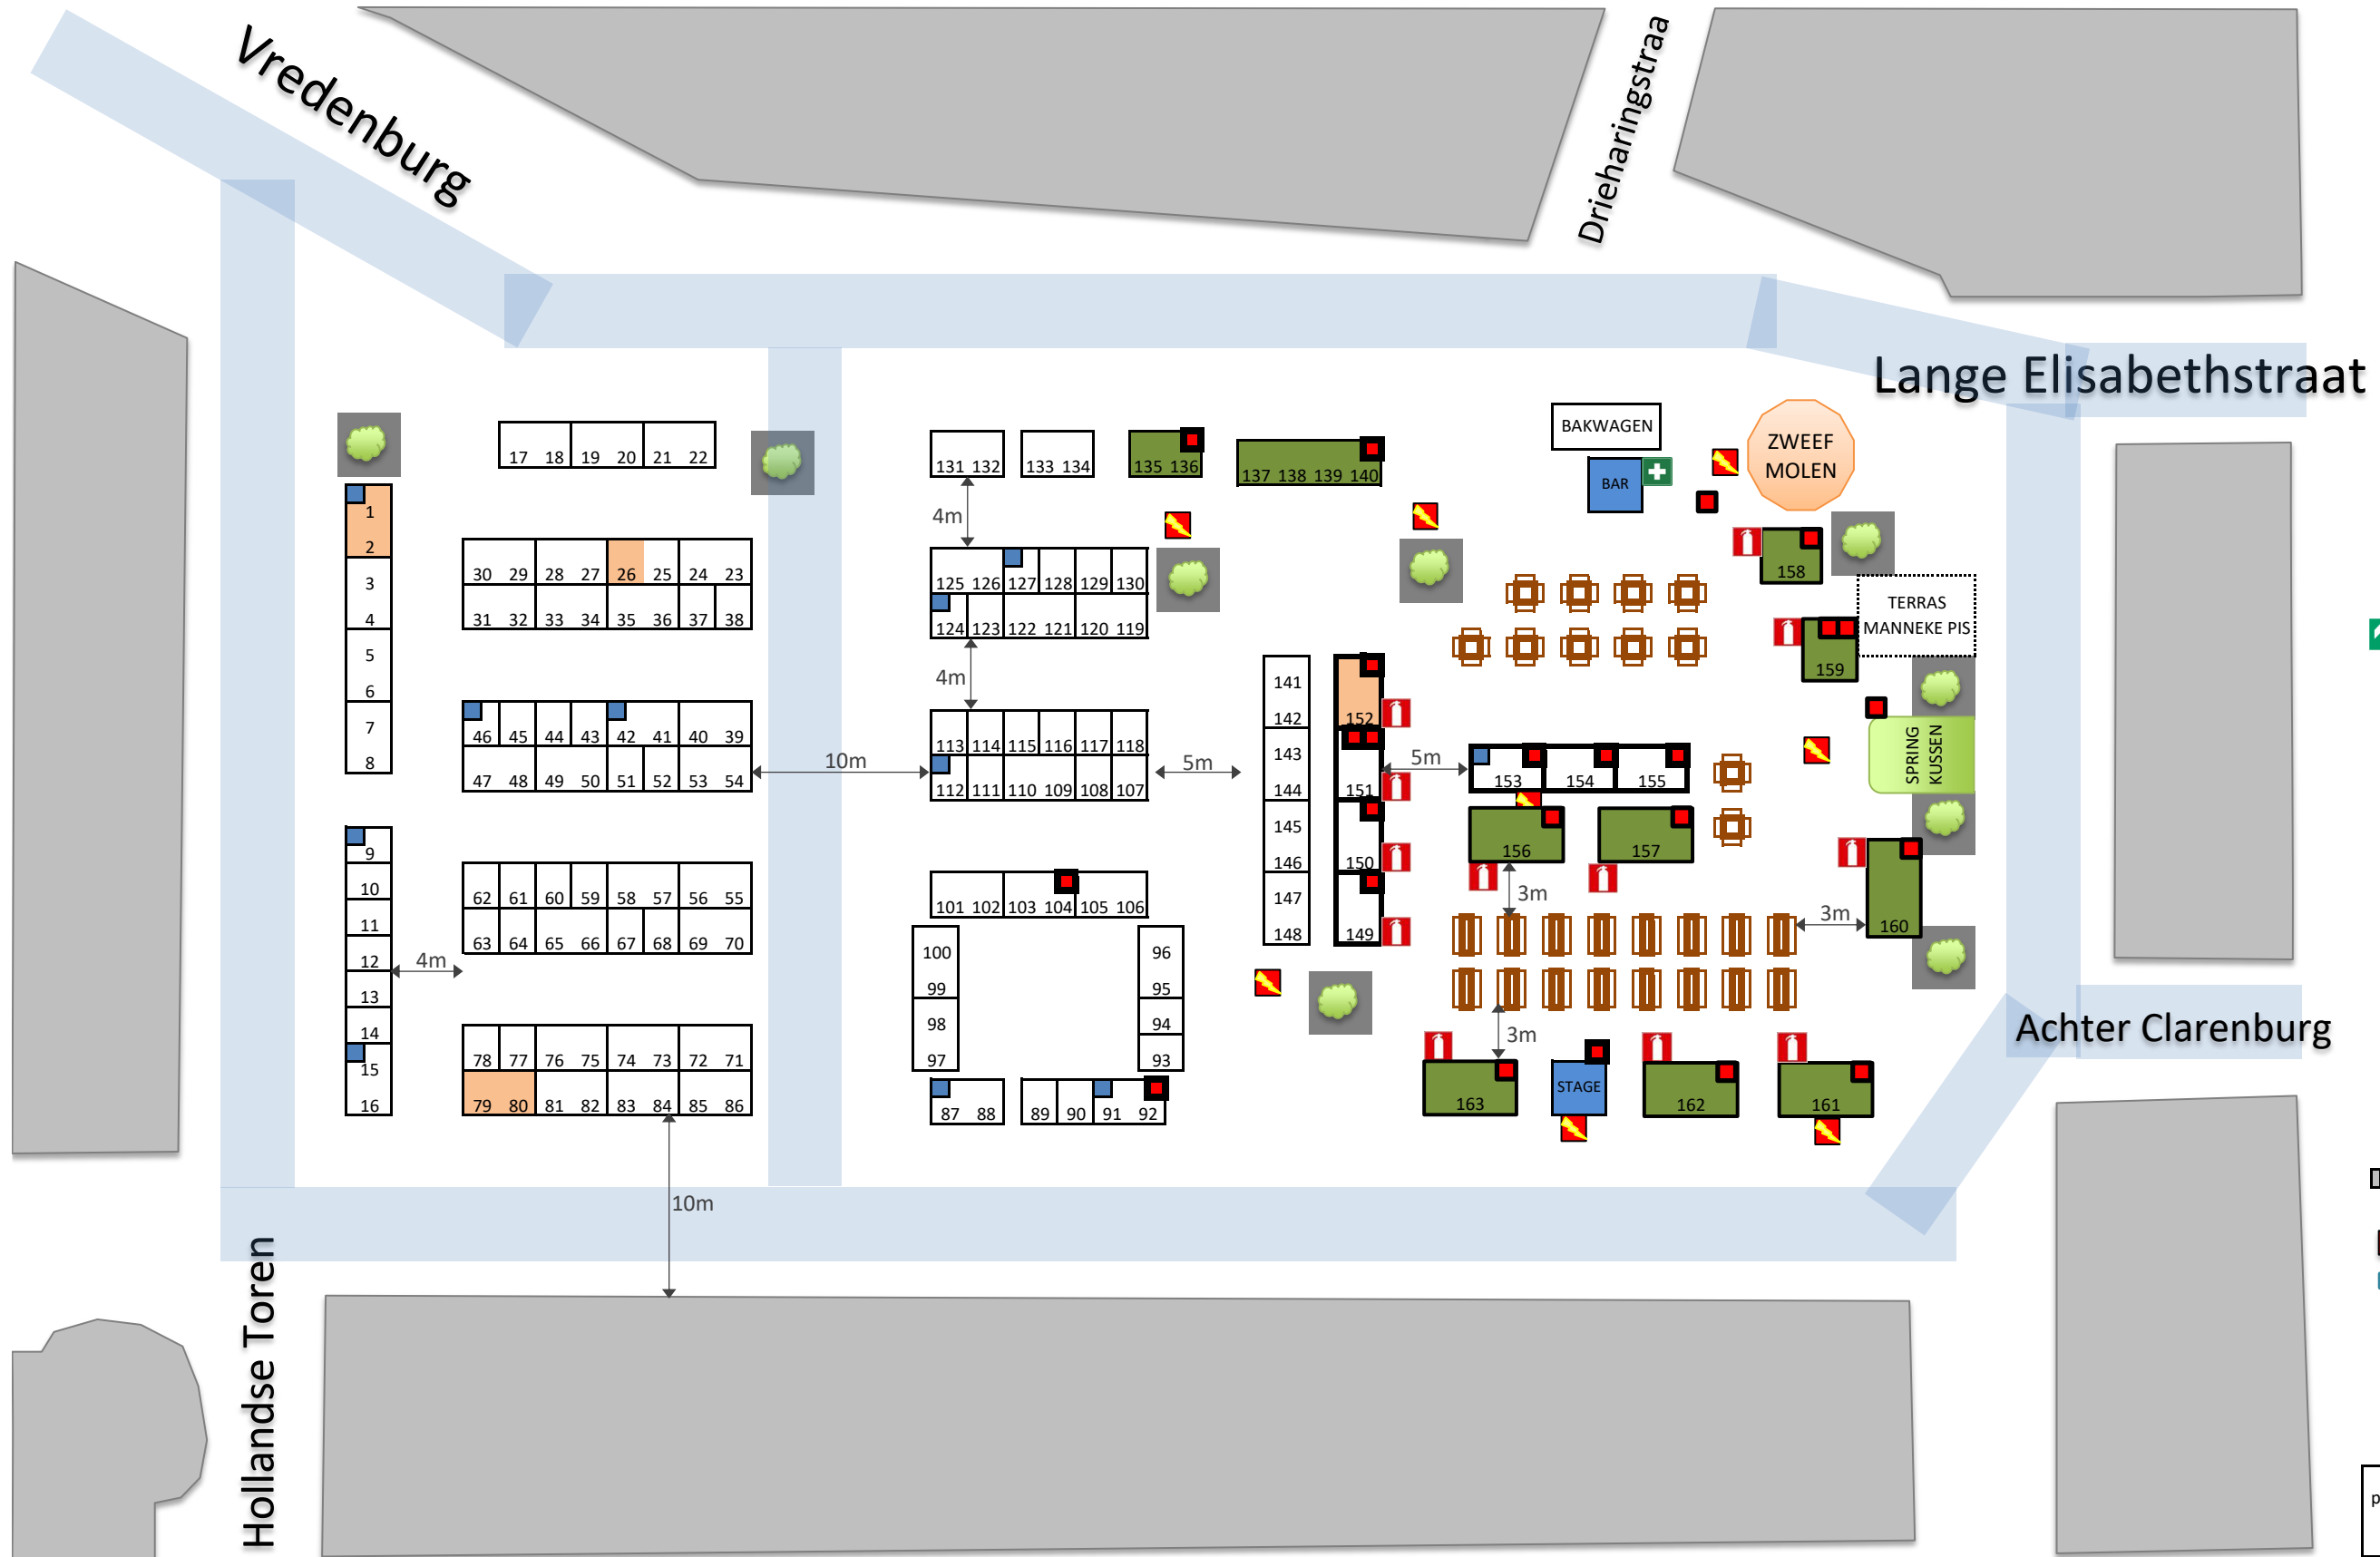 Vredenburg
Drieharingstraa
Lange Elisabethstraat
BAKWAGEN
ZWEEF
MOLEN
BAR
17 18 19 20 21 22
131 132 133 134 135 136
137 138 139 140
4m
1
2
3
4
5
6
7
8
30 29 28 27 26 25 24 23
31 32 33 34 35 36 37 38
125 126 127 128 129 130
124 123 122 121 120 119
4m
158
TERRAS
MANNEKE PIS
159
141
142
143
144
145
146
147
148
152
151
150
149
46 45 44 43 42 41 40 39
47 48 49 50 51 52 53 54
10m
113 114 115 116 117 118
112 111 110 109 108 107
5m
5m
153 154 155
SPRING
KUSSEN
156 157
3m
3m
160
9
10
11
12
13
14
15
16
4m
62 61 60 59 58 57 56 55
63 64 65 66 67 68 69 70
101 102 103 104 105 106
100
99
98
97
96
95
94
93
78 77 76 75 74 73 72 71
79 80 81 82 83 84 85 86
87 88 89 90 91 92
3m
163
STAGE
162
161
Achter Clarenburg
10m
Hollandse Toren
p